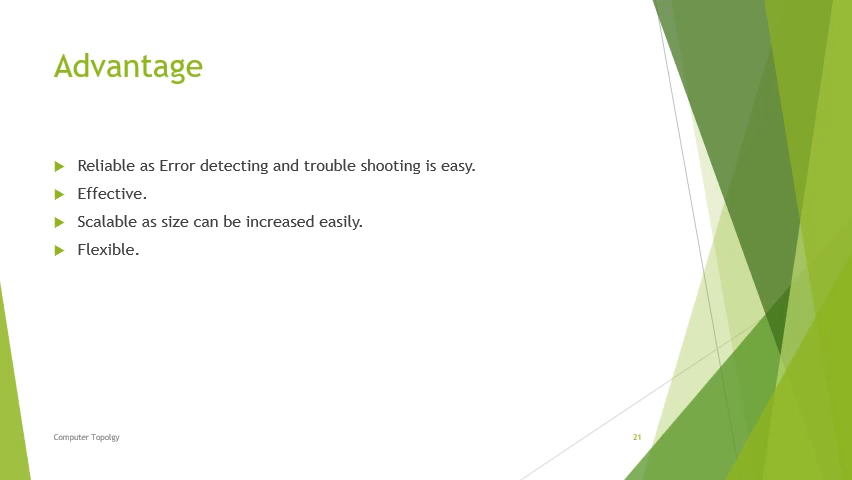 Advantage
Reliable as Error detecting and trouble shooting is easy.
Effective.
Scalable as size can be increased easily.
Flexible.
Computer Topolgy
21